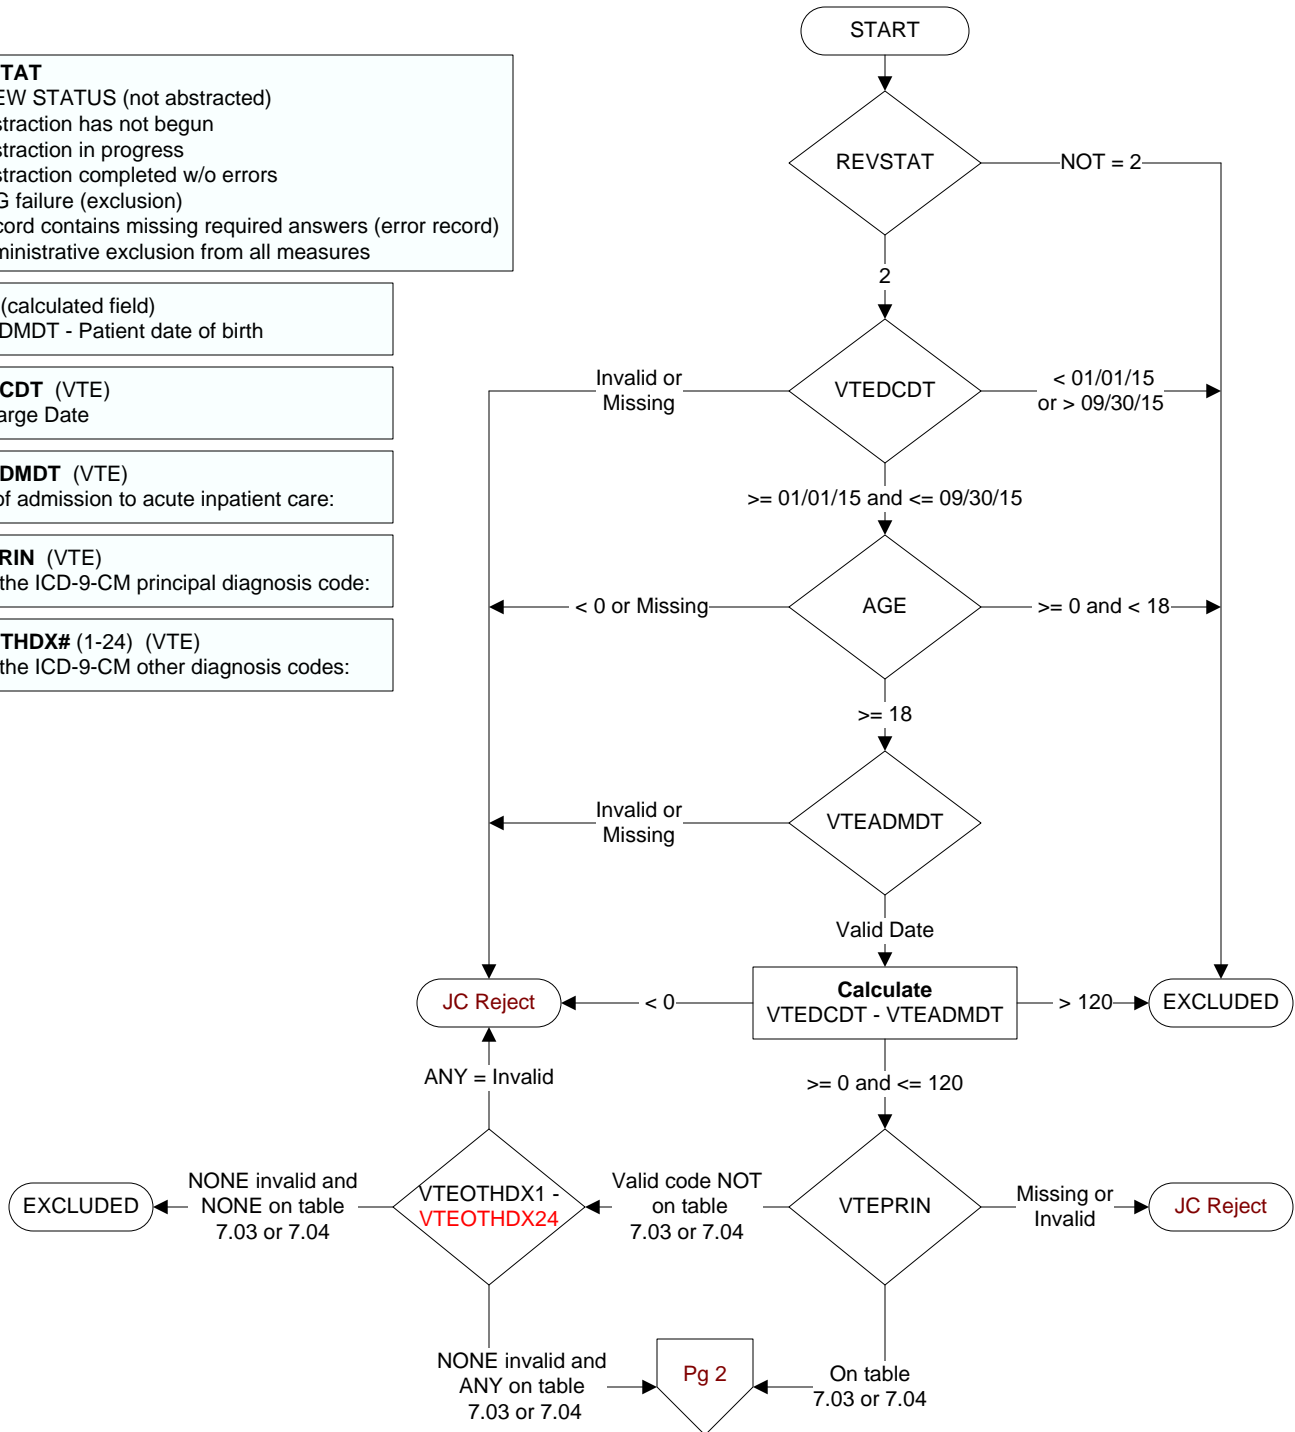 START
TAT
EW STATUS (not abstracted)
straction has not begun
straction in progress
straction completed w/o errors
G failure (exclusion)
cord contains missing required answers (error record)
ministrative exclusion from all measures
(calculated field)
DMDT - Patient date of birth
CDT (VTE)
arge Date
DMDT (VTE)
of admission to acute inpatient care:
RIN (VTE)
the ICD-9-CM principal diagnosis code:
THDX# (1-24) (VTE)
the ICD-9-CM other diagnosis codes:
REVSTAT
NOT = 2
2
Invalid or
Missing
VTEDCDT
< 01/01/15
or > 09/30/15
>= 01/01/15 and <= 09/30/15
< 0 or Missing
AGE
>= 0 and < 18
>= 18
Invalid or
Missing
VTEADMDT
Valid Date
JC Reject
< 0
Calculate
VTEDCDT - VTEADMDT
> 120
EXCLUDED
ANY = Invalid
>= 0 and <= 120
EXCLUDED
NONE invalid and
NONE on table
7.03 or 7.04
VTEOTHDX1 -
VTEOTHDX24
Valid code NOT
on table
7.03 or 7.04
VTEPRIN
Missing or
Invalid
JC Reject
NONE invalid and
ANY on table
7.03 or 7.04
Pg 2
On table
7.03 or 7.04